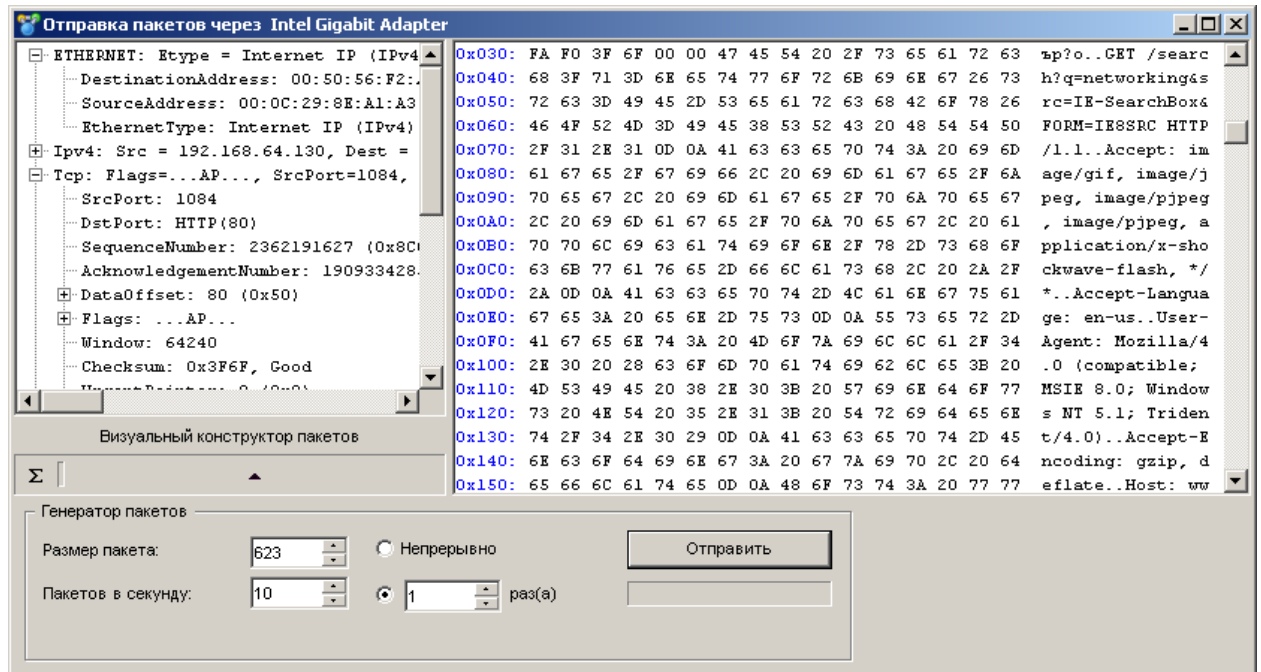 Отправка пакетов через Intel Gigabit Adapter
ETHERNET: Etype = Internet IP (IPv4
DestinationAddress: 00:50:56:F2:
SourceAddress: 00:0C:29:8E:A1:A3
EthernetType: Internet IP (IPv4)
Ipv4: Src = 192.168.64.130, Dest =
Tcp: Flags=...AP..., SrcPort=1084,
SrcPort: 1084
DstPort: HTTP(80)
SequenceNumber: 2362191627 (0x8C
AcknowledgementNumber: 190933428
DataOffset: 80 (0x50)
Flags: ...AP...
Window: 64240
Checksum: 0x3F6F, Good
Визуальный конструктор пакетов
Σ
0x030: FA F0 3F 6F 00 00 47 45 54 20 2F 73 65 61 72 63 ър?o..GET /searc
0x040: 68 3F 71 3D 6E 65 74 77 6F 72 6B 69 6E 67 26 73 h?q=networking&s
0x050: 72 63 3D 49 45 2D 53 65 61 72 63 68 42 6F 78 26 rc=IE-SearchBox&
0x060: 46 4F 52 4D 3D 49 45 38 53 52 43 20 48 54 54 50 FORM=IE8SRC HTTP
0x070: 2F 31 2E 31 0D 0A 41 63 63 65 70 74 3A 20 69 6D /1.1..Accept: im
0x080: 61 67 65 2F 67 69 66 2C 20 69 6D 61 67 65 2F 6A age/gif, image/j
0x090: 70 65 67 2C 20 69 6D 61 67 65 2F 70 6A 70 65 67 peg, image/pjpeg
0x0A0: 2C 20 69 6D 61 67 65 2F 70 6A 70 65 67 2C 20 61 , image/pjpeg, a
0x0B0: 70 70 6C 69 63 61 74 69 6F 6E 2F 78 2D 73 68 6F pplication/x-sho
0x0C0: 63 6B 77 61 76 65 2D 66 6C 61 73 68 2C 20 2A 2F ckwave-flash, */
0x0D0: 2A 0D 0A 41 63 63 65 70 74 2D 4C 61 6E 67 75 61 *..Accept-Langua
0x0E0: 67 65 3A 20 65 6E 2D 75 73 0D 0A 55 73 65 72 2D ge: en-us..User-
0x0F0: 41 67 65 6E 74 3A 20 4D 6F 7A 69 6C 6C 61 2F 34 Agent: Mozilla/4
0x100: 2E 30 20 28 63 6F 6D 70 61 74 69 62 6C 65 3B 20 .0 (compatible;
0x110: 4D 53 49 45 20 38 2E 30 3B 20 57 69 6E 64 6F 77 MSIE 8.0; Window
0x120: 73 20 4E 54 20 35 2E 31 3B 20 54 72 69 64 65 6E s NT 5.1; Triden
0x130: 74 2F 34 2E 30 29 0D 0A 41 63 63 65 70 74 2D 45 t/4.0)..Accept-E
0x140: 6E 63 6F 64 69 6E 67 3A 20 67 7A 69 70 2C 20 64 ncoding: gzip, d
0x150: 65 66 6C 61 74 65 0D 0A 48 6F 73 74 3A 20 77 77 eflate..Host: ww
Генератор пакетов
Размер пакета: 623 Непрерывно Отправить
Пакетов в секунду: 10 1 раз(а)